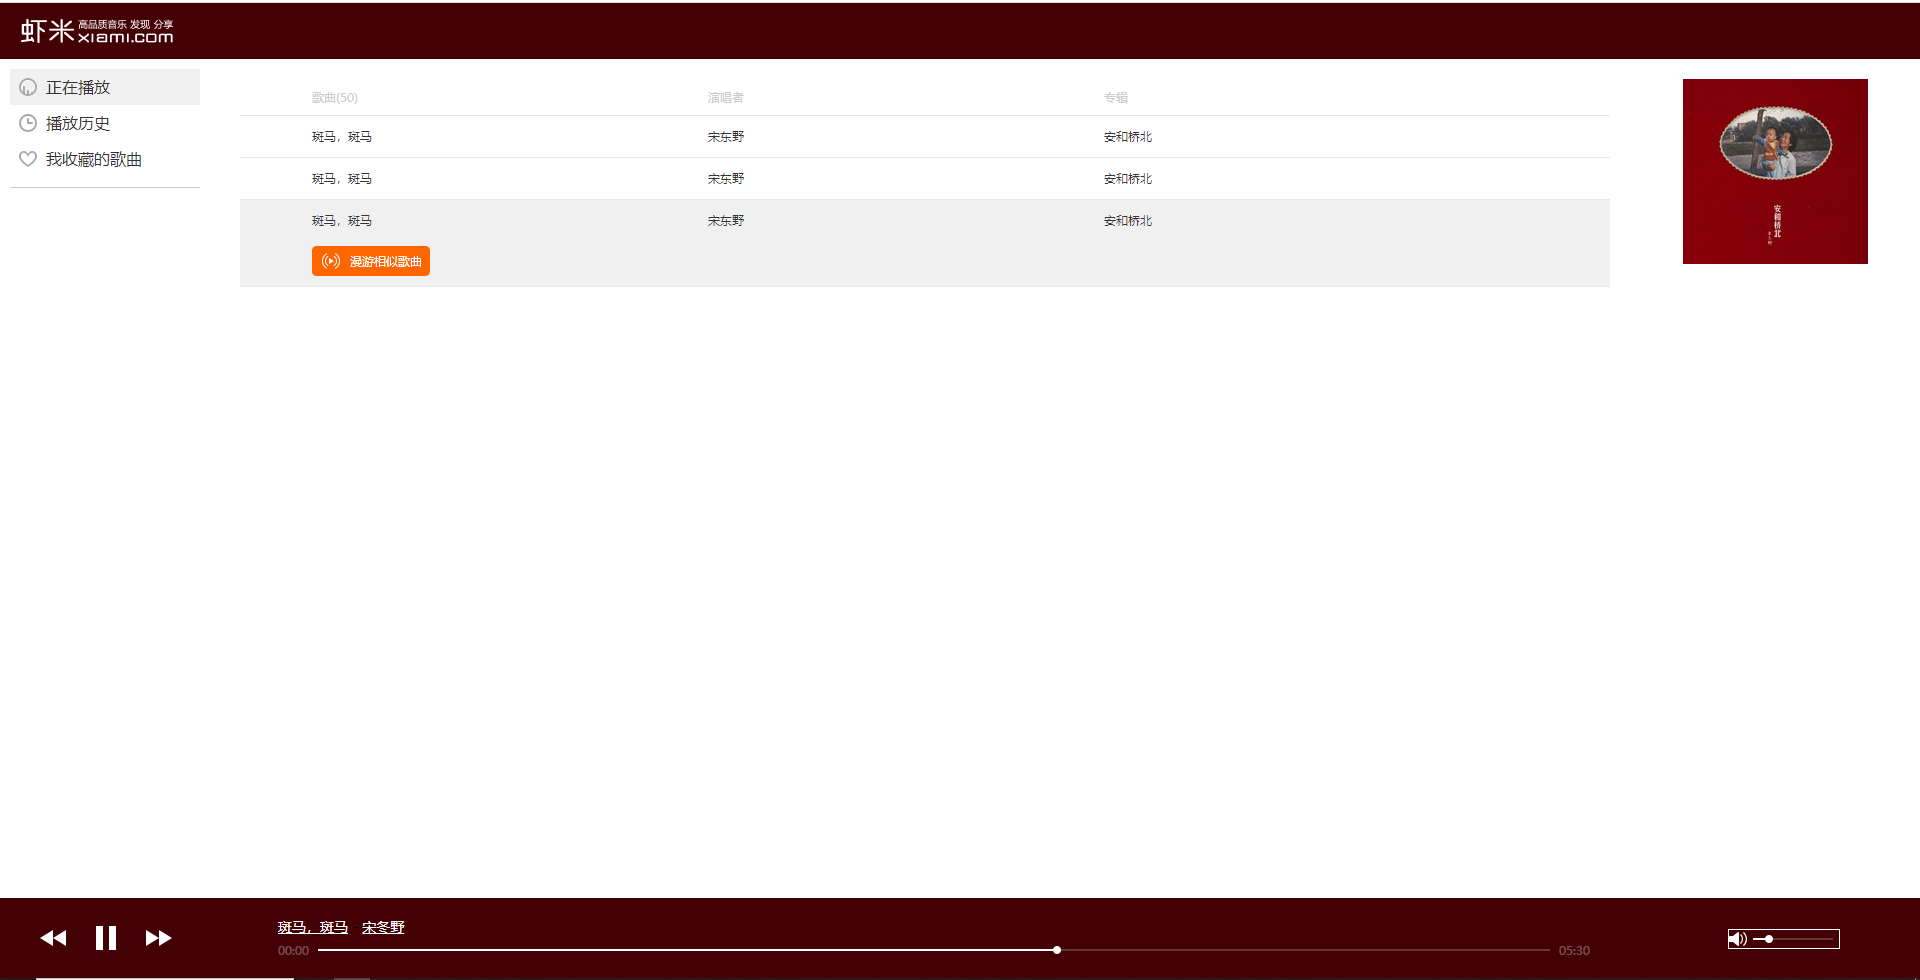 虾米 高品质音乐 发现 分享
xiami.com
正在播放
播放历史
我收藏的歌曲
歌曲(50) 演唱者 专辑
斑马，斑马 宋东野 安和桥北
斑马，斑马 宋东野 安和桥北
斑马，斑马 宋东野 安和桥北
漫游相似歌曲
安和桥北
斑马，斑马 宋冬野
00:00 05:30